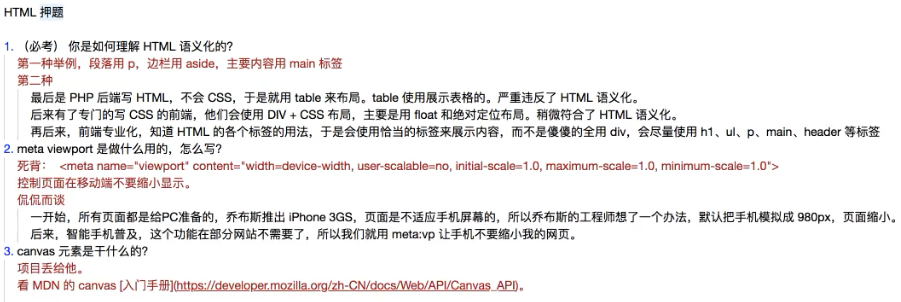 HTML 押题
1. （必考） 你是如何理解 HTML 语义化的?
第一种举例，段落用 p，边栏用 aside，主要内容用 main 标签
第二种
最后是 PHP 后端写 HTML，不会 CSS，于是就用 table 来布局。table 使用展示表格的。严重违反了 HTML 语义化。
后来有了专门的写 CSS 的前端，他们会使用 DIV + CSS 布局，主要是用 float 和绝对定位布局。稍微符合了 HTML 语义化。
再后来，前端专业化，知道 HTML 的各个标签的用法，于是会使用恰当的标签来展示内容，而不是傻傻的全用 div，会尽量使用 h1、ul、p、main、header 等标签
2. meta viewport 是做什么用的，怎么写?
死背： <meta name="viewport" content="width=device-width, user-scalable=no, initial-scale=1.0, maximum-scale=1.0, minimum-scale=1.0">
控制页面在移动端不要缩小显示。
侃侃而谈
一开始，所有页面都是给PC准备的，乔布斯推出 iPhone 3GS，页面是不适应手机屏幕的，所以乔布斯的工程师想了一个办法，默认把手机模拟成 980px，页面缩小。
后来，智能手机普及，这个功能在部分网站不需要了，所以我们就用 meta:vp 让手机不要缩小我的网页。
3. canvas 元素是干什么的?
项目丢给他。
看 MDN 的 canvas [入门手册](https://developer.mozilla.org/zh-CN/docs/Web/API/Canvas_API)。